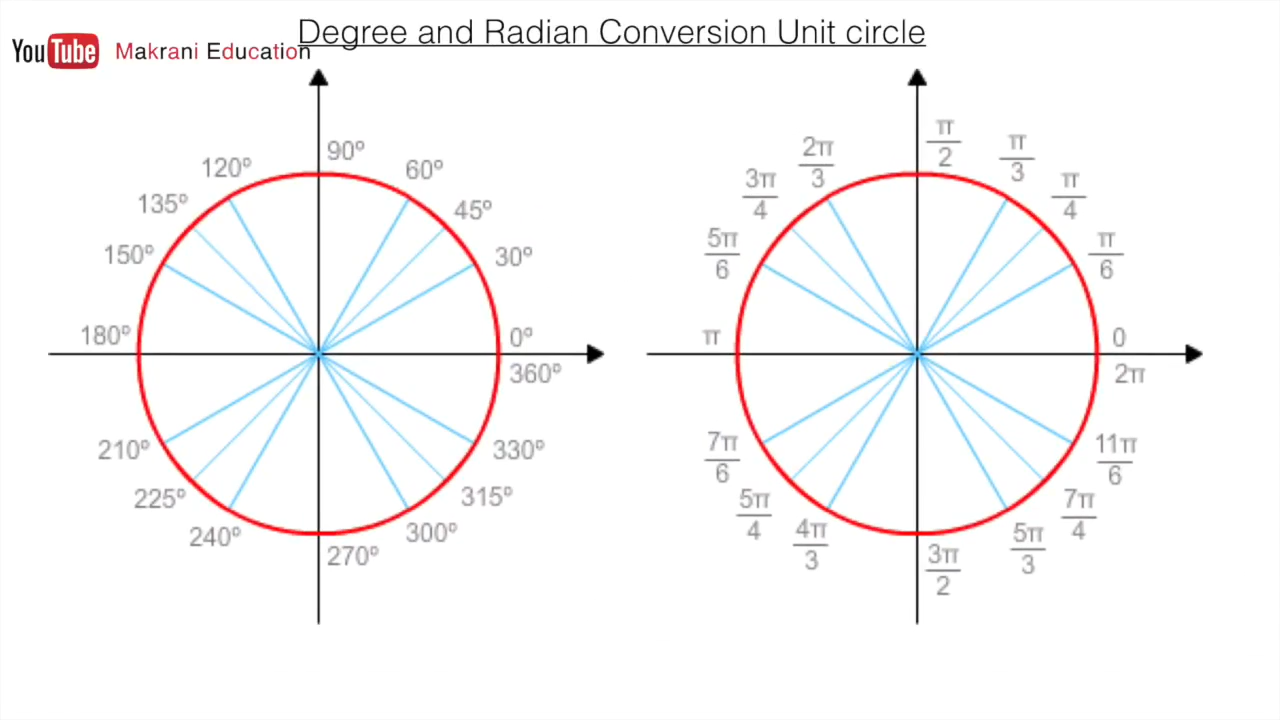 Degree and Radian Conversion Unit circle
YouTube Makrani Education
90º
120º
60º
135º
45º
150º
30º
180º
0º
360º
210º
330º
225º
315º
240º
300º
270º
π/2
2π/3
π/3
3π/4
π/4
5π/6
π/6
π
0
2π
7π/6
11π/6
5π/4
7π/4
4π/3
5π/3
3π/2